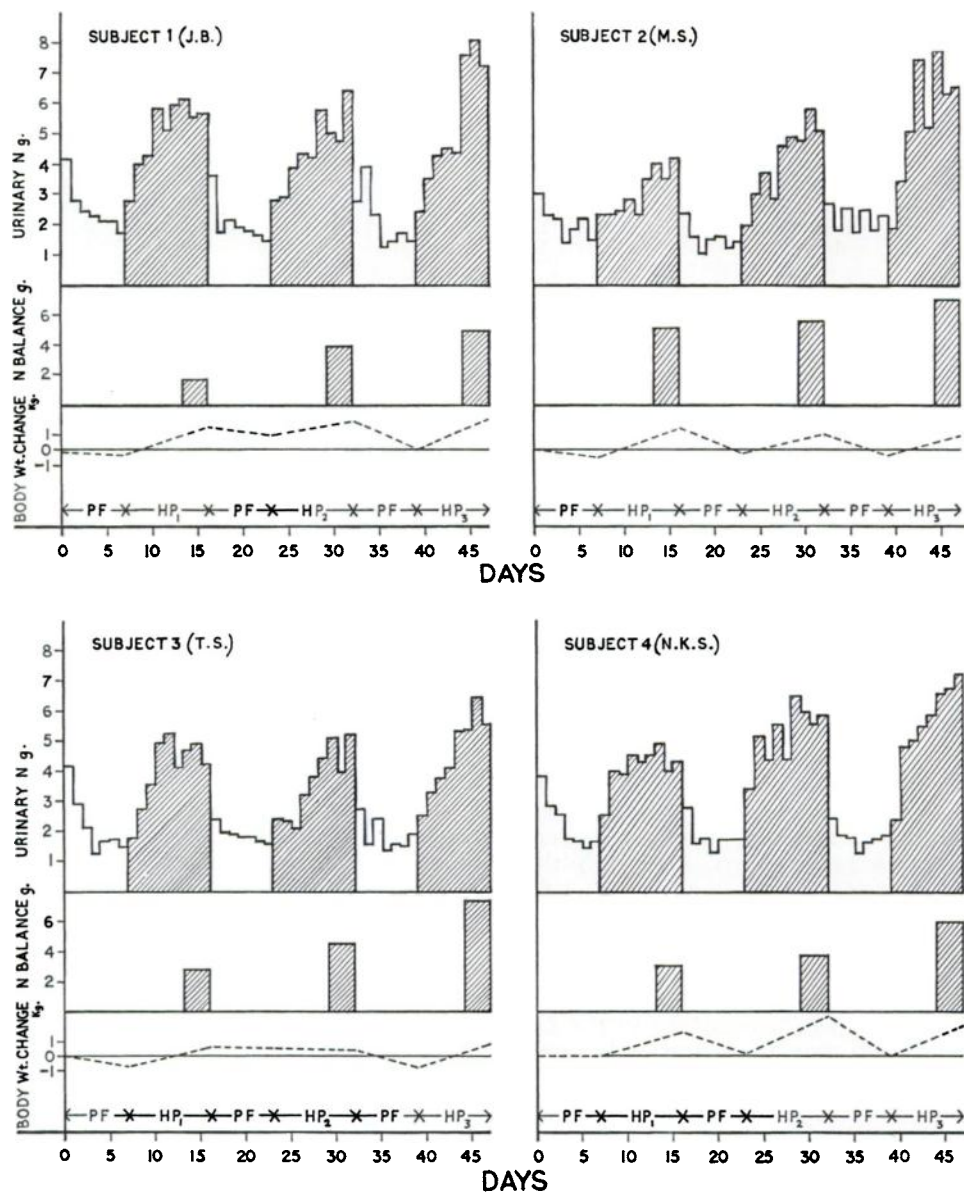 SUBJECT 1 (J.B.)
URINARY N g.
8
7
6
5
4
3
2
1
N BALANCE g.
6
4
2
BODY Wt. CHANGE Kg.
1
0
-1
PF HP1 PF HP2 PF HP3
0 5 10 15 20 25 30 35 40 45
DAYS
SUBJECT 2 (M.S.)
PF HP1 PF HP2 PF HP3
0 5 10 15 20 25 30 35 40 45
DAYS
SUBJECT 3 (T.S.)
URINARY N g.
8
7
6
5
4
3
2
1
N BALANCE g.
6
4
2
BODY Wt. CHANGE Kg.
1
0
-1
PF HP1 PF HP2 PF HP3
0 5 10 15 20 25 30 35 40 45
DAYS
SUBJECT 4 (N.K.S.)
PF HP1 PF HP2 PF HP3
0 5 10 15 20 25 30 35 40 45
DAYS